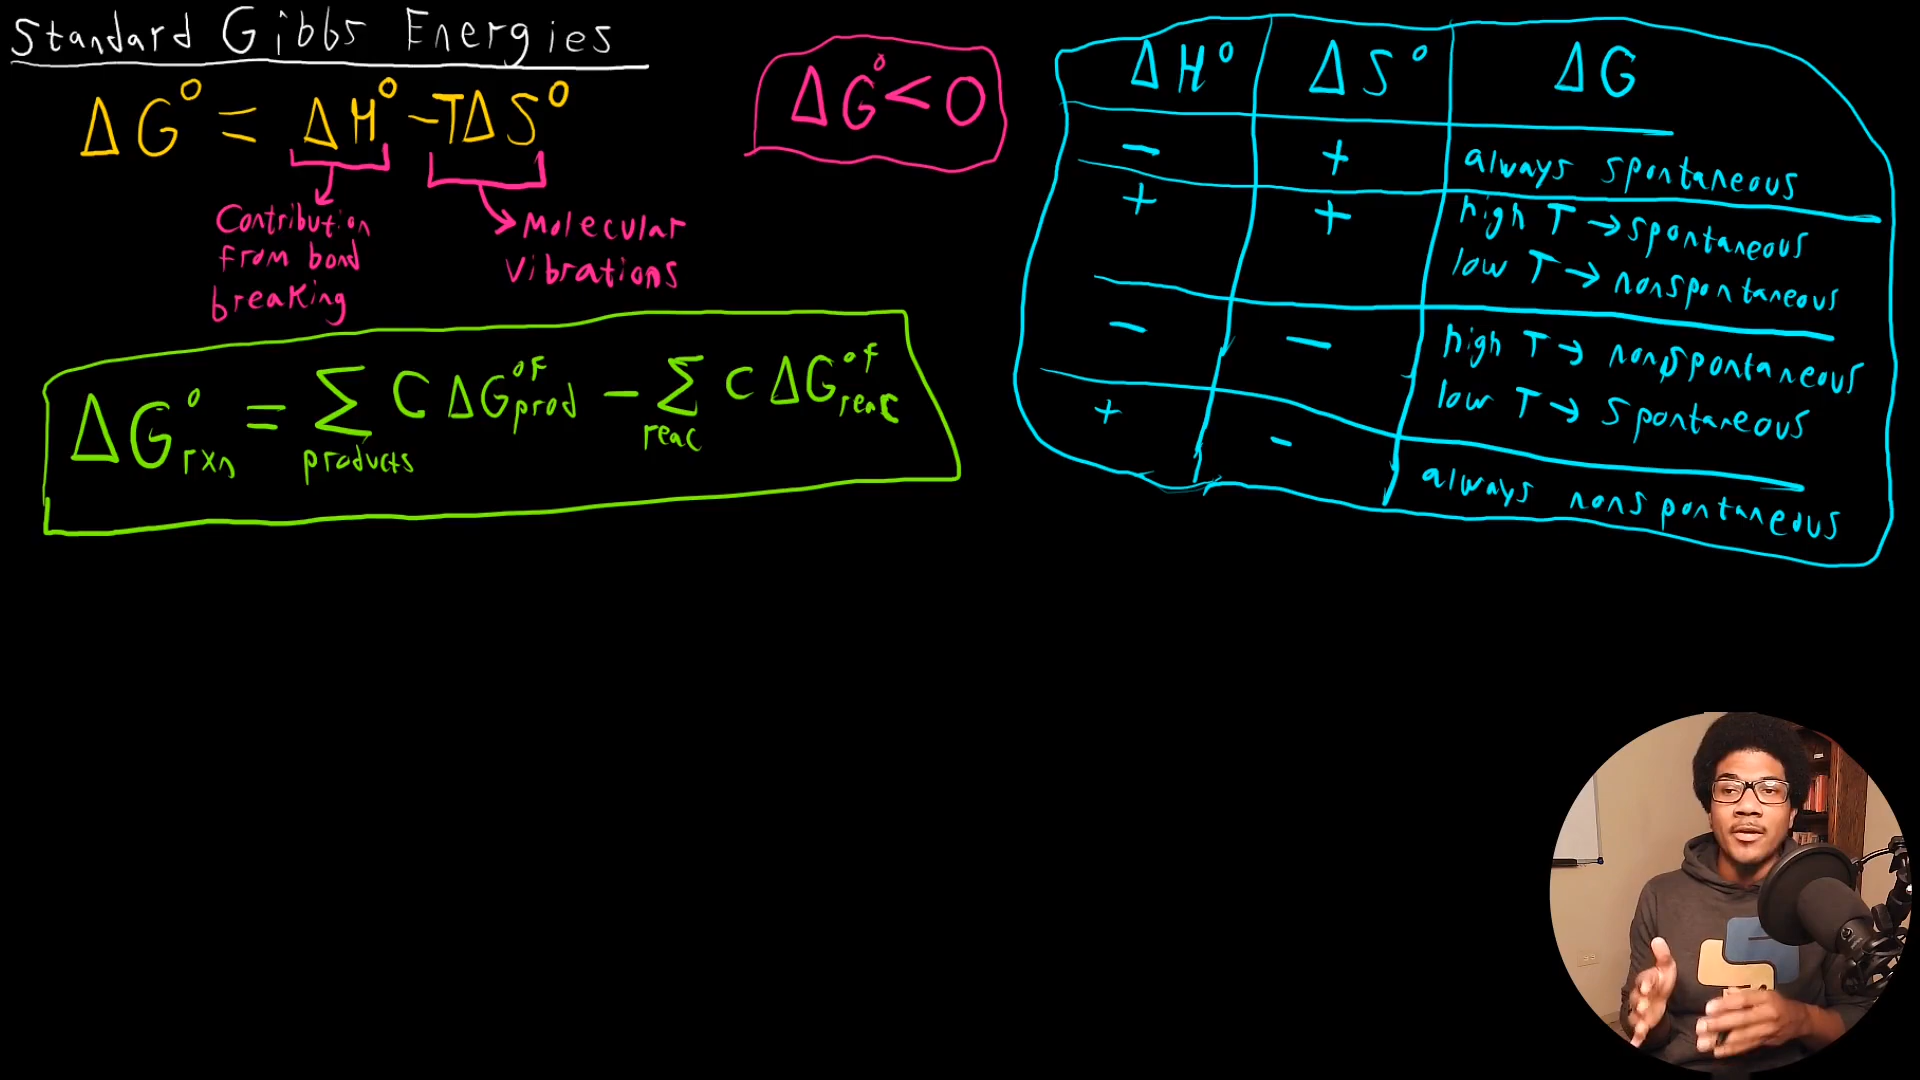 Standard Gibbs Energies
ΔG° = ΔH° -TΔS°
Contribution
from bond
breaking
Molecular
vibrations
ΔG° < 0
ΔG°rxn = Σ products C ΔG°f prod - Σ reac C ΔG°f reac
ΔH° ΔS° ΔG
- + always spontaneous
+ + high T → spontaneous
low T → nonspontaneous
- - high T → nonspontaneous
low T → spontaneous
+ - always nonspontaneous